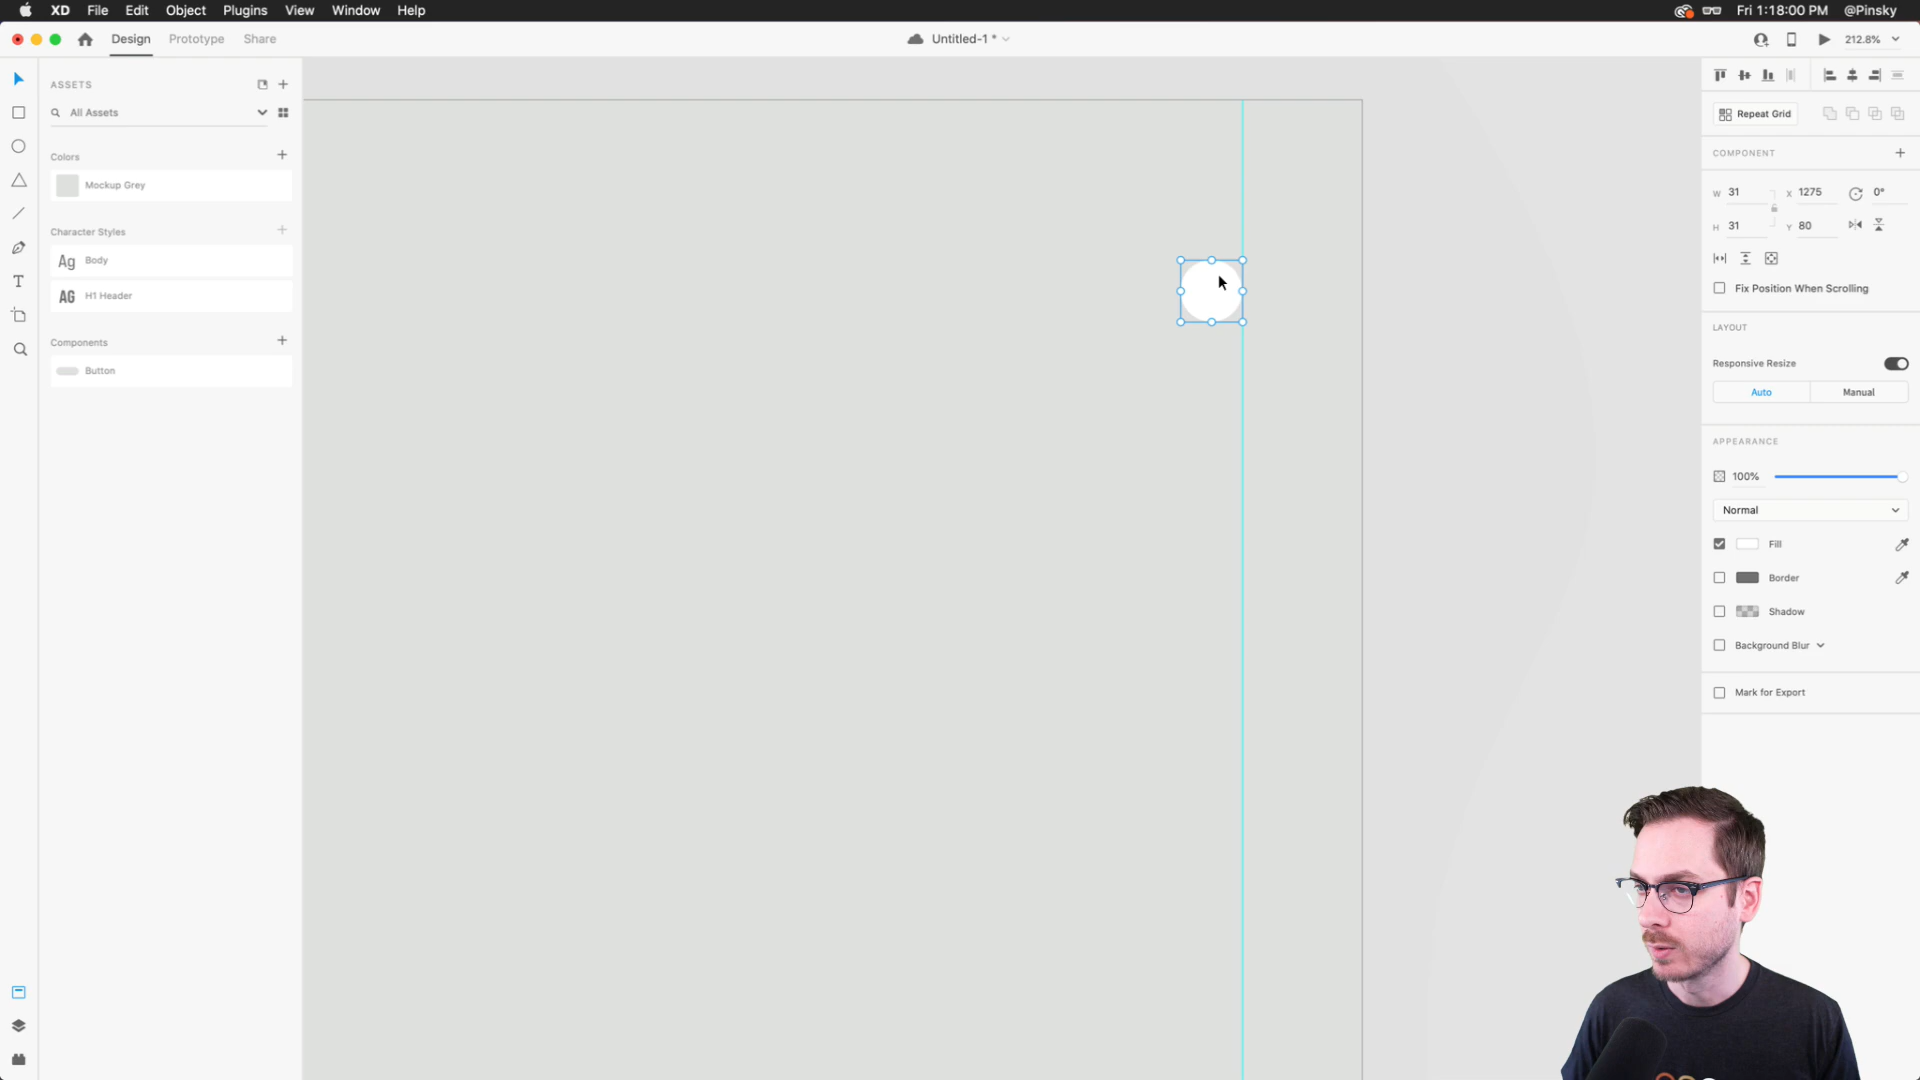 XD File Edit Object Plugins View Window Help
Fri 1:18:00 PM @Pinsky
Design Prototype Share
Untitled-1 *
212.8%
ASSETS
All Assets
Colors
Mockup Grey
Character Styles
Ag Body
AG H1 Header
Components
Button
Repeat Grid
COMPONENT
W 31 X 1275 0°
H 31 Y 80
Fix Position When Scrolling
LAYOUT
Responsive Resize
Auto Manual
APPEARANCE
100%
Normal
Fill
Border
Shadow
Background Blur
Mark for Export